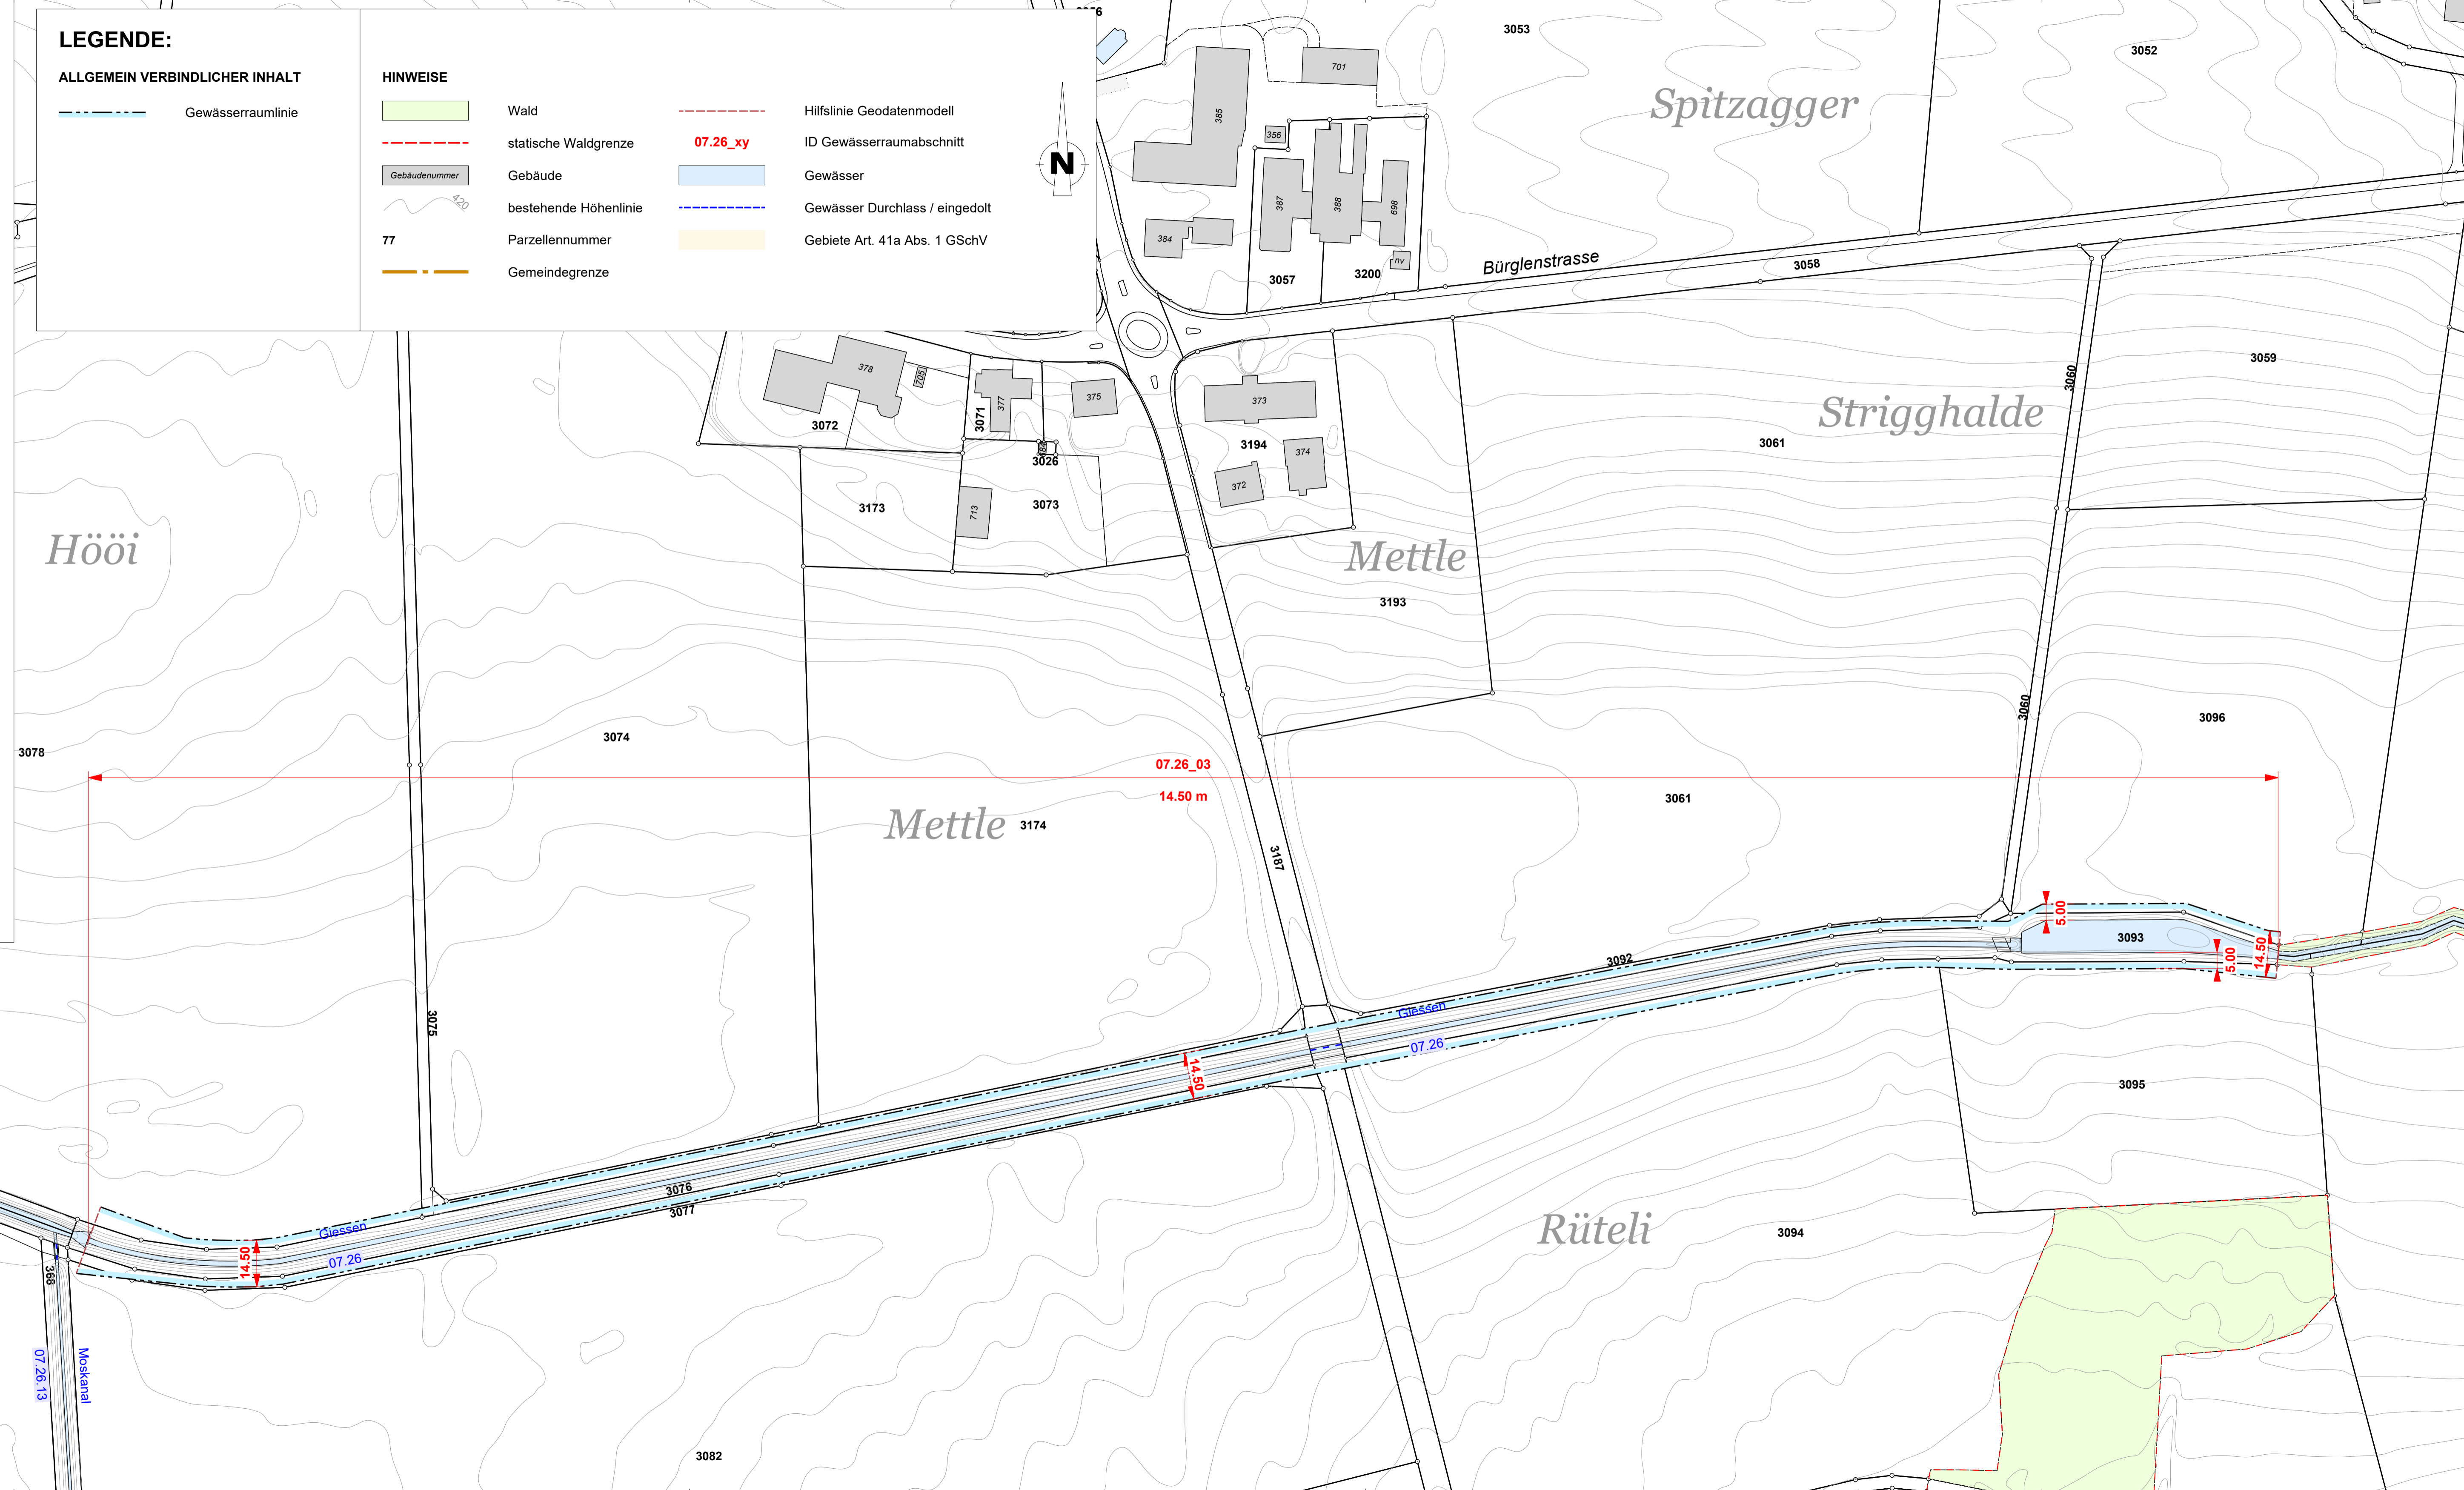 LEGENDE:
ALLGEMEIN VERBINDLICHER INHALT
Gewässerraumlinie
HINWEISE
Wald
statische Waldgrenze
Gebäudenummer
Gebäude
420
bestehende Höhenlinie
77
Parzellennummer
Gemeindegrenze
Hilfslinie Geodatenmodell
07.26_xy
ID Gewässerraumabschnitt
Gewässer
Gewässer Durchlass / eingedolt
Gebiete Art. 41a Abs. 1 GSchV
N
3053
3052
701
385
356
387
388
698
384
nv
3057
3200
Spitzagger
Bürglenstrasse
3058
3059
3060
378
705
377
375
373
374
372
3072
3071
3026
3173
3073
713
3194
Strigghalde
3061
Hööi
Mettle
3193
3060
3096
3078
3074
07.26_03
14.50 m
3061
Mettle
3174
3187
5.00
3093
5.00
14.50
3092
Giessen
07.26
3075
14.50
3095
3076
3077
Giessen
07.26
14.50
Rüteli
3094
368
07.26.13
Moskanal
3082